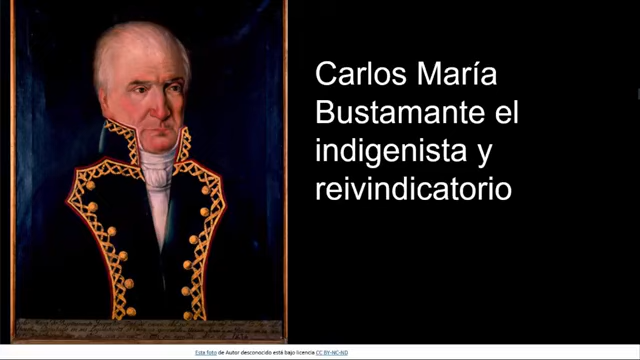 Carlos María
Bustamante el
indigenista y
reivindicatorio
Esta foto de Autor desconocido está bajo licencia CC BY-NC-ND